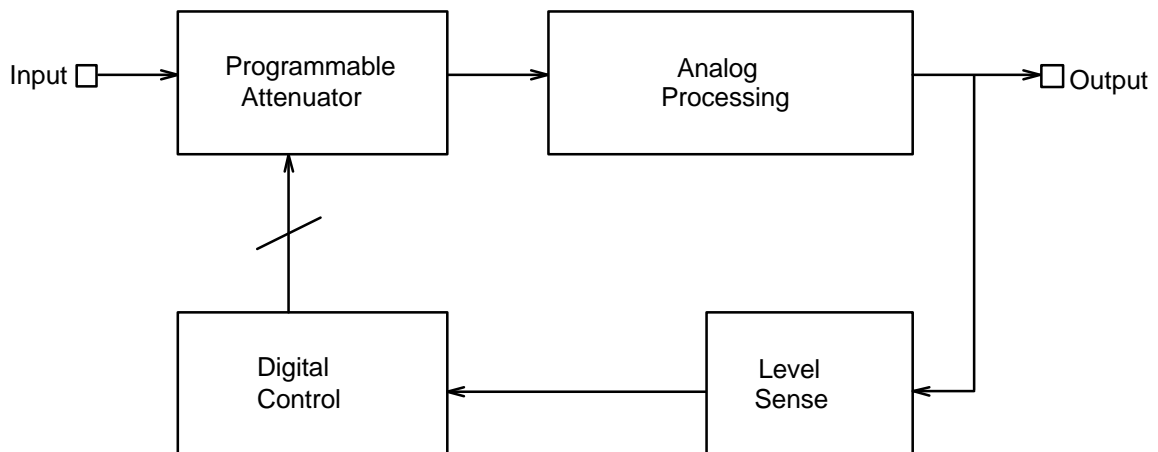 Input
Programmable
Attenuator
Analog
Processing
Output
Digital
Control
Level
Sense